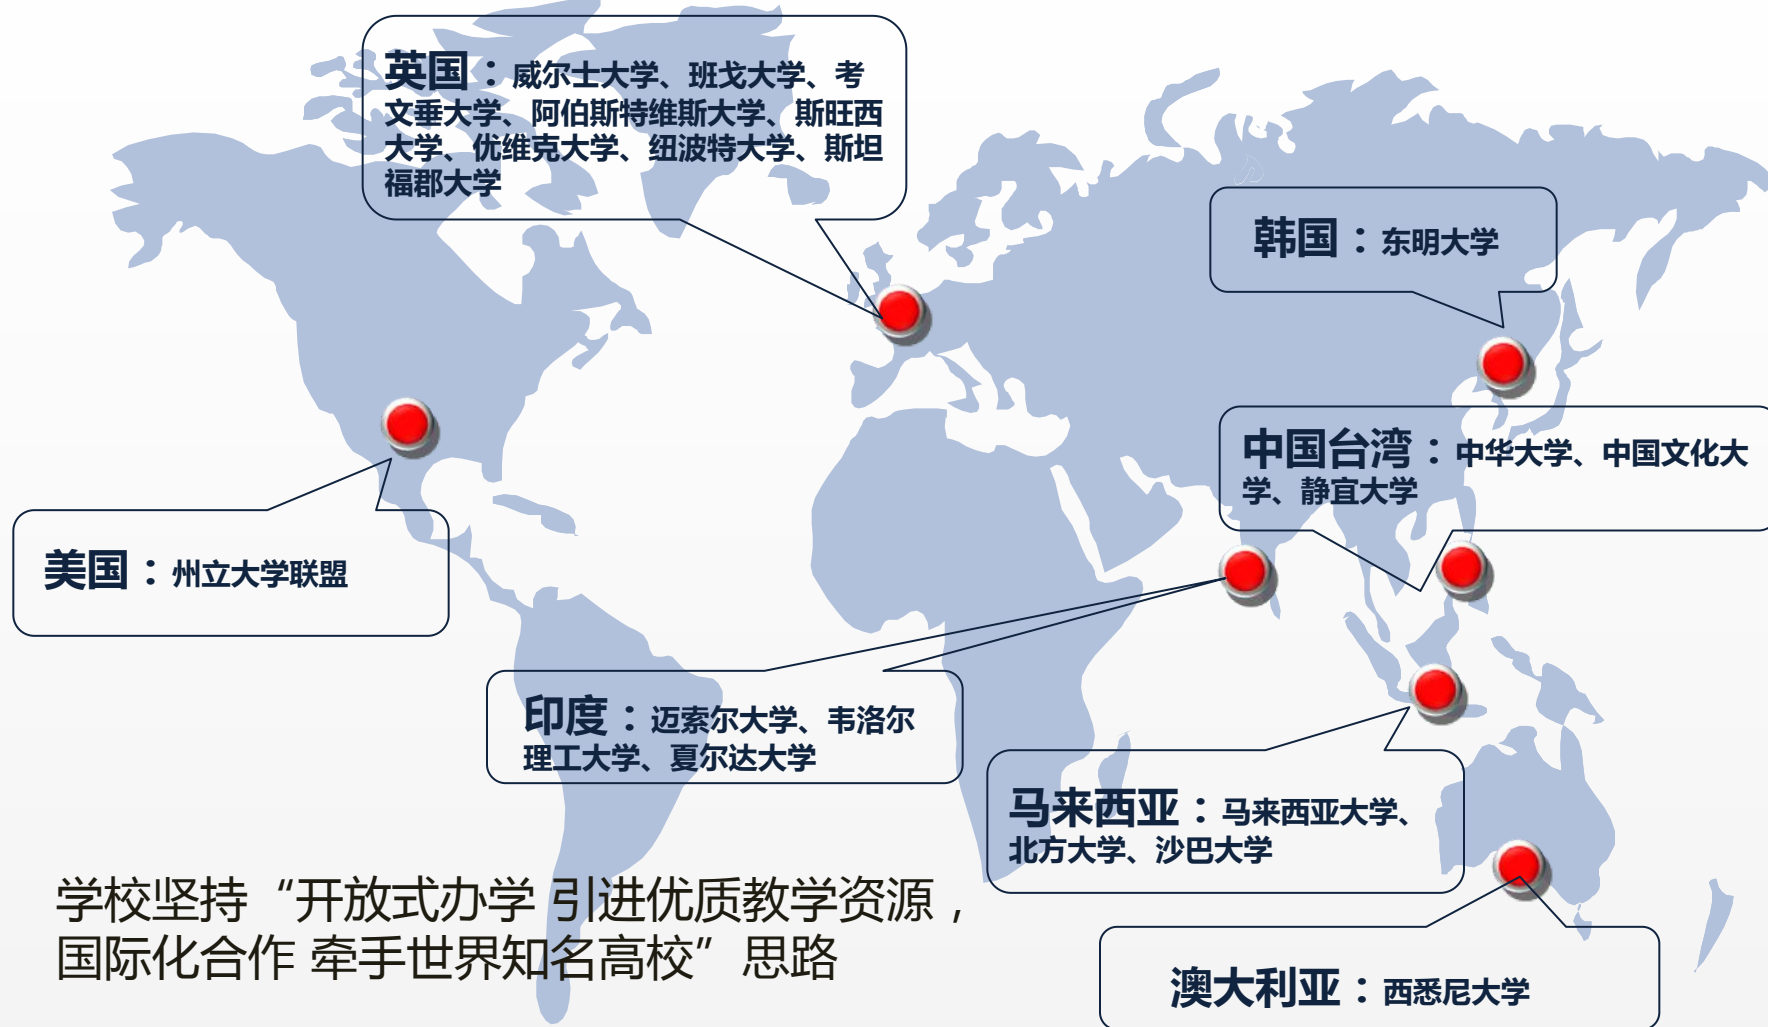 英国：威尔士大学、班戈大学、考
文垂大学、阿伯斯特维斯大学、斯旺西
大学、优维克大学、纽波特大学、斯坦
福郡大学
韩国：东明大学
中国台湾：中华大学、中国文化大
学、静宜大学
美国：州立大学联盟
印度：迈索尔大学、韦洛尔
理工大学、夏尔达大学
马来西亚：马来西亚大学、
北方大学、沙巴大学
学校坚持“开放式办学 引进优质教学资源，
国际化合作 牵手世界知名高校”思路
澳大利亚：西悉尼大学